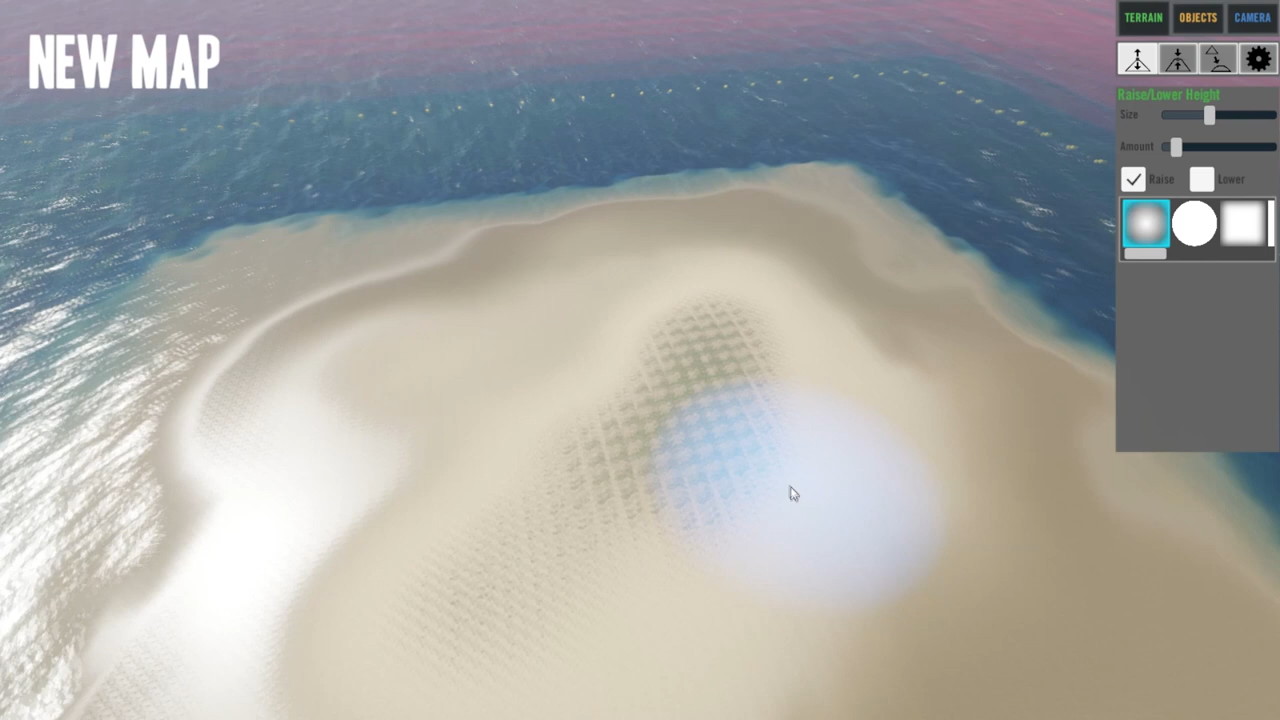 NEW MAP
TERRAIN OBJECTS CAMERA
Raise/Lower Height
Size
Amount
Raise Lower